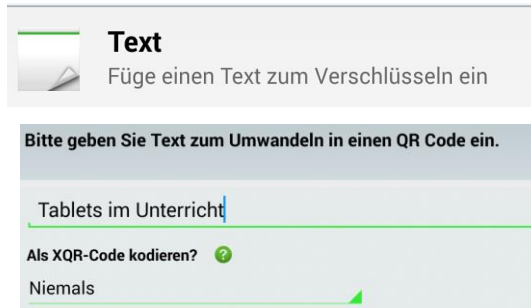 Text
Füge einen Text zum Verschlüsseln ein
Bitte geben Sie Text zum Umwandeln in einen QR Code ein.
Tablets im Unterricht
Als XQR-Code kodieren? ?
Niemals